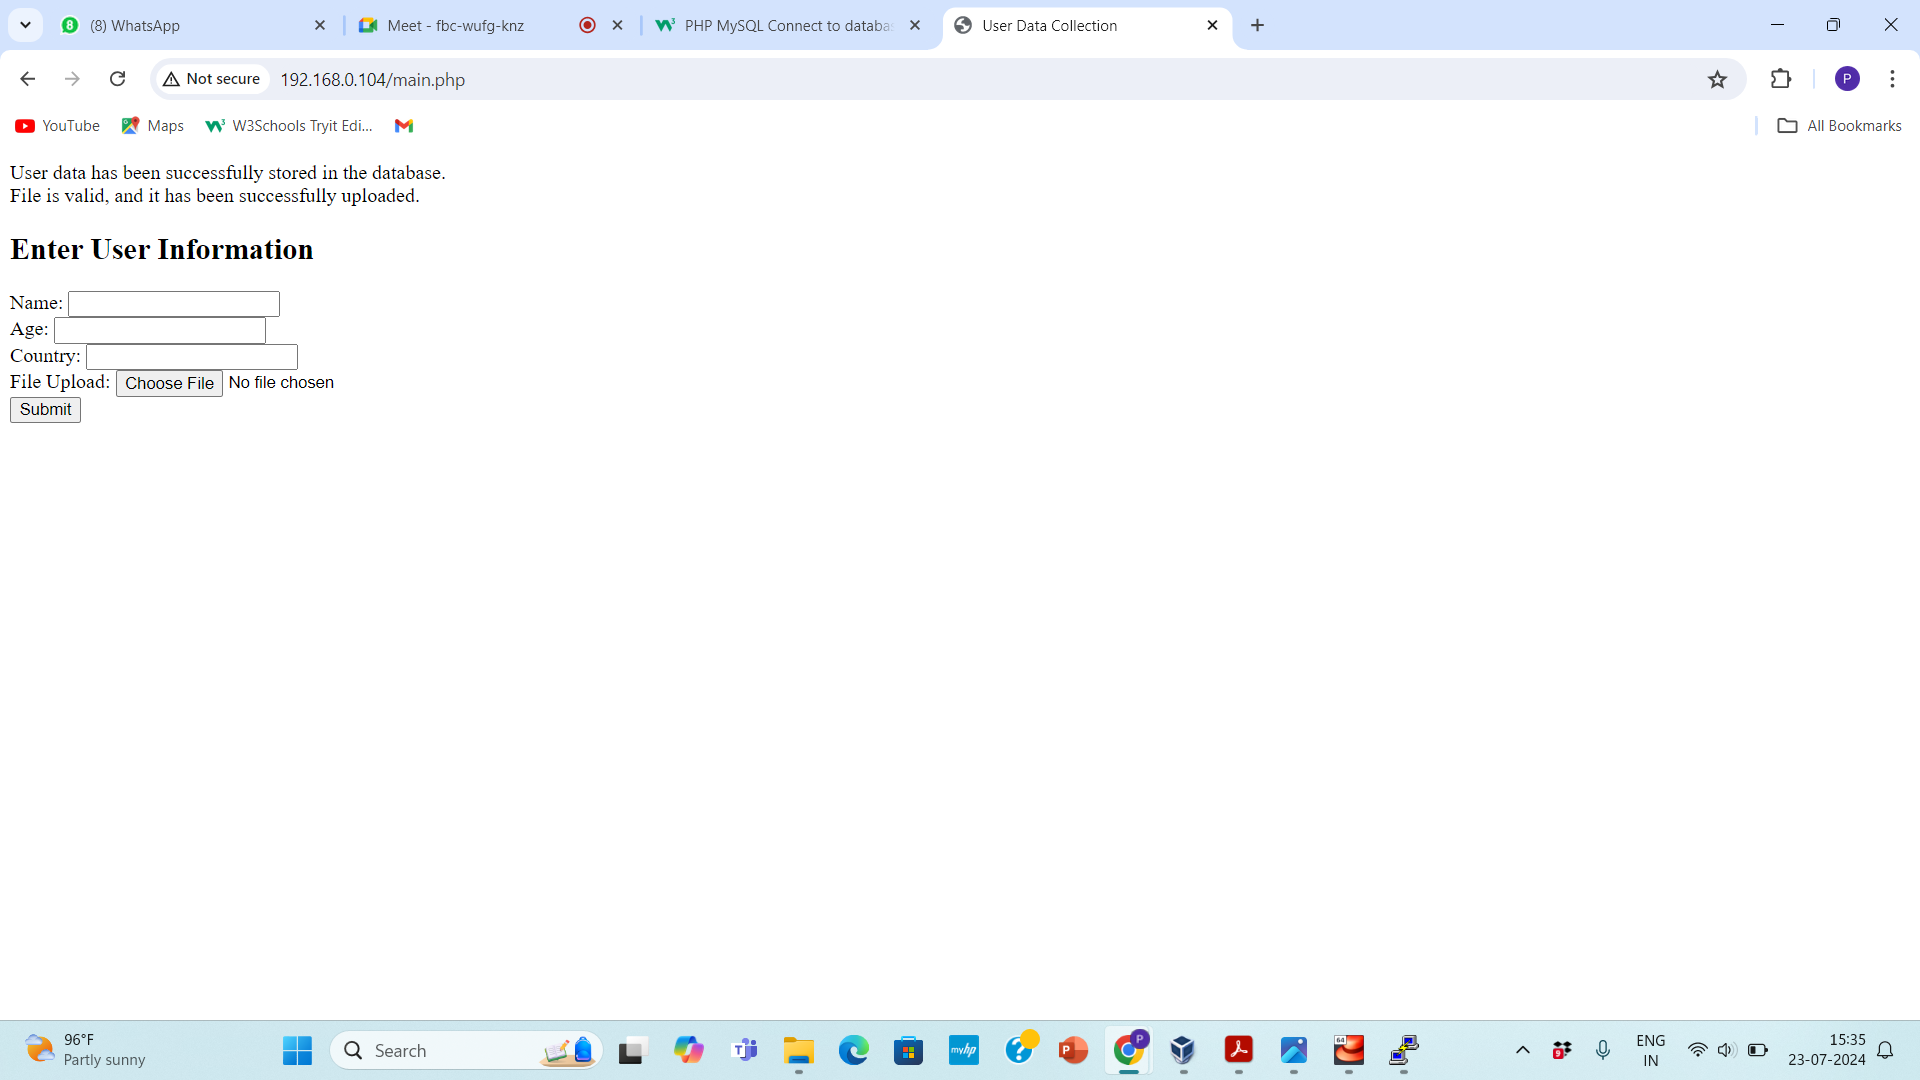 (8) WhatsApp
Meet - fbc-wufg-knz
PHP MySQL Connect to databa
User Data Collection
Not secure
192.168.0.104/main.php
P
YouTube
Maps
W3Schools Tryit Edi...
All Bookmarks
User data has been successfully stored in the database.
File is valid, and it has been successfully uploaded.
Enter User Information
Name:
Age:
Country:
File Upload: Choose File No file chosen
Submit
96°F
Partly sunny
Search
myhp
P
64
9
ENG
IN
15:35
23-07-2024